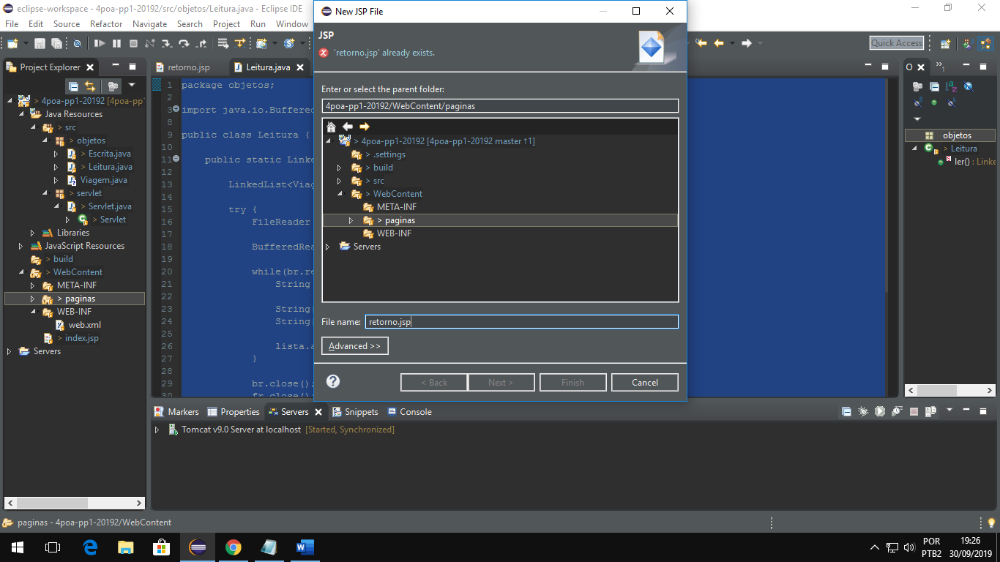 eclipse-workspace - 4poa-pp1-20192/src/objetos/Leitura.java - Eclipse IDE
File Edit Source Refactor Navigate Search Project Run Window
Quick Access
New JSP File
JSP
'retorno.jsp' already exists.
Enter or select the parent folder:
4poa-pp1-20192/WebContent/paginas
> 4poa-pp1-20192 [4poa-pp1-20192 master ↑1]
> .settings
> build
> src
> WebContent
META-INF
> paginas
WEB-INF
Servers
File name: retorno.jsp
Advanced >>
< Back Next > Finish Cancel
Project Explorer
> 4poa-pp1-20192 [4poa-pp
Java Resources
> src
> objetos
> Escrita.java
> Leitura.java
Viagem.java
> servlet
> Servlet.java
> Servlet
Libraries
JavaScript Resources
> build
> WebContent
META-INF
> paginas
WEB-INF
web.xml
> index.jsp
Servers
retorno.jsp Leitura.java
1 package objetos;
2
3 import java.io.Buffered
8
9 public class Leitura {
10
11 public static Linke
12
13 LinkedList<Viag
14
15 try {
16 FileReader
17
18 BufferedRea
19
20 while(br.re
21 String
22
23 String[
24 String[
25
26 lista.a
27 }
28
29 br.close();
30 fr.close();
O
objetos
> Leitura
ler() : Linke
Markers Properties Servers Snippets Console
Tomcat v9.0 Server at localhost [Started, Synchronized]
paginas - 4poa-pp1-20192/WebContent
POR
PTB2
19:26
30/09/2019